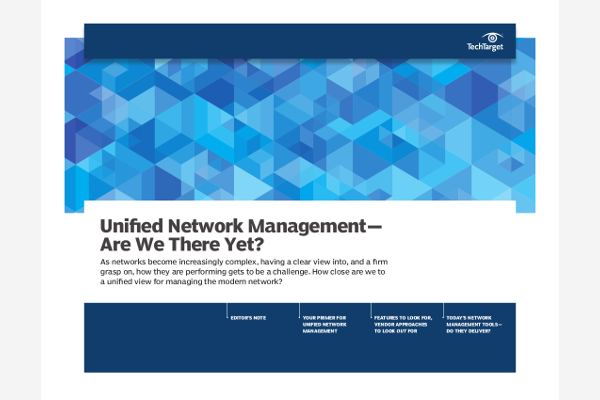 TechTarget
Unified Network Management—
Are We There Yet?
As networks become increasingly complex, having a clear view into, and a firm
grasp on, how they are performing gets to be a challenge. How close are we to
a unified view for managing the modern network?
EDITOR'S NOTE
YOUR PRIMER FOR
UNIFIED NETWORK
MANAGEMENT
FEATURES TO LOOK FOR,
VENDOR APPROACHES
TO LOOK OUT FOR
TODAY'S NETWORK
MANAGEMENT TOOLS—
DO THEY DELIVER?